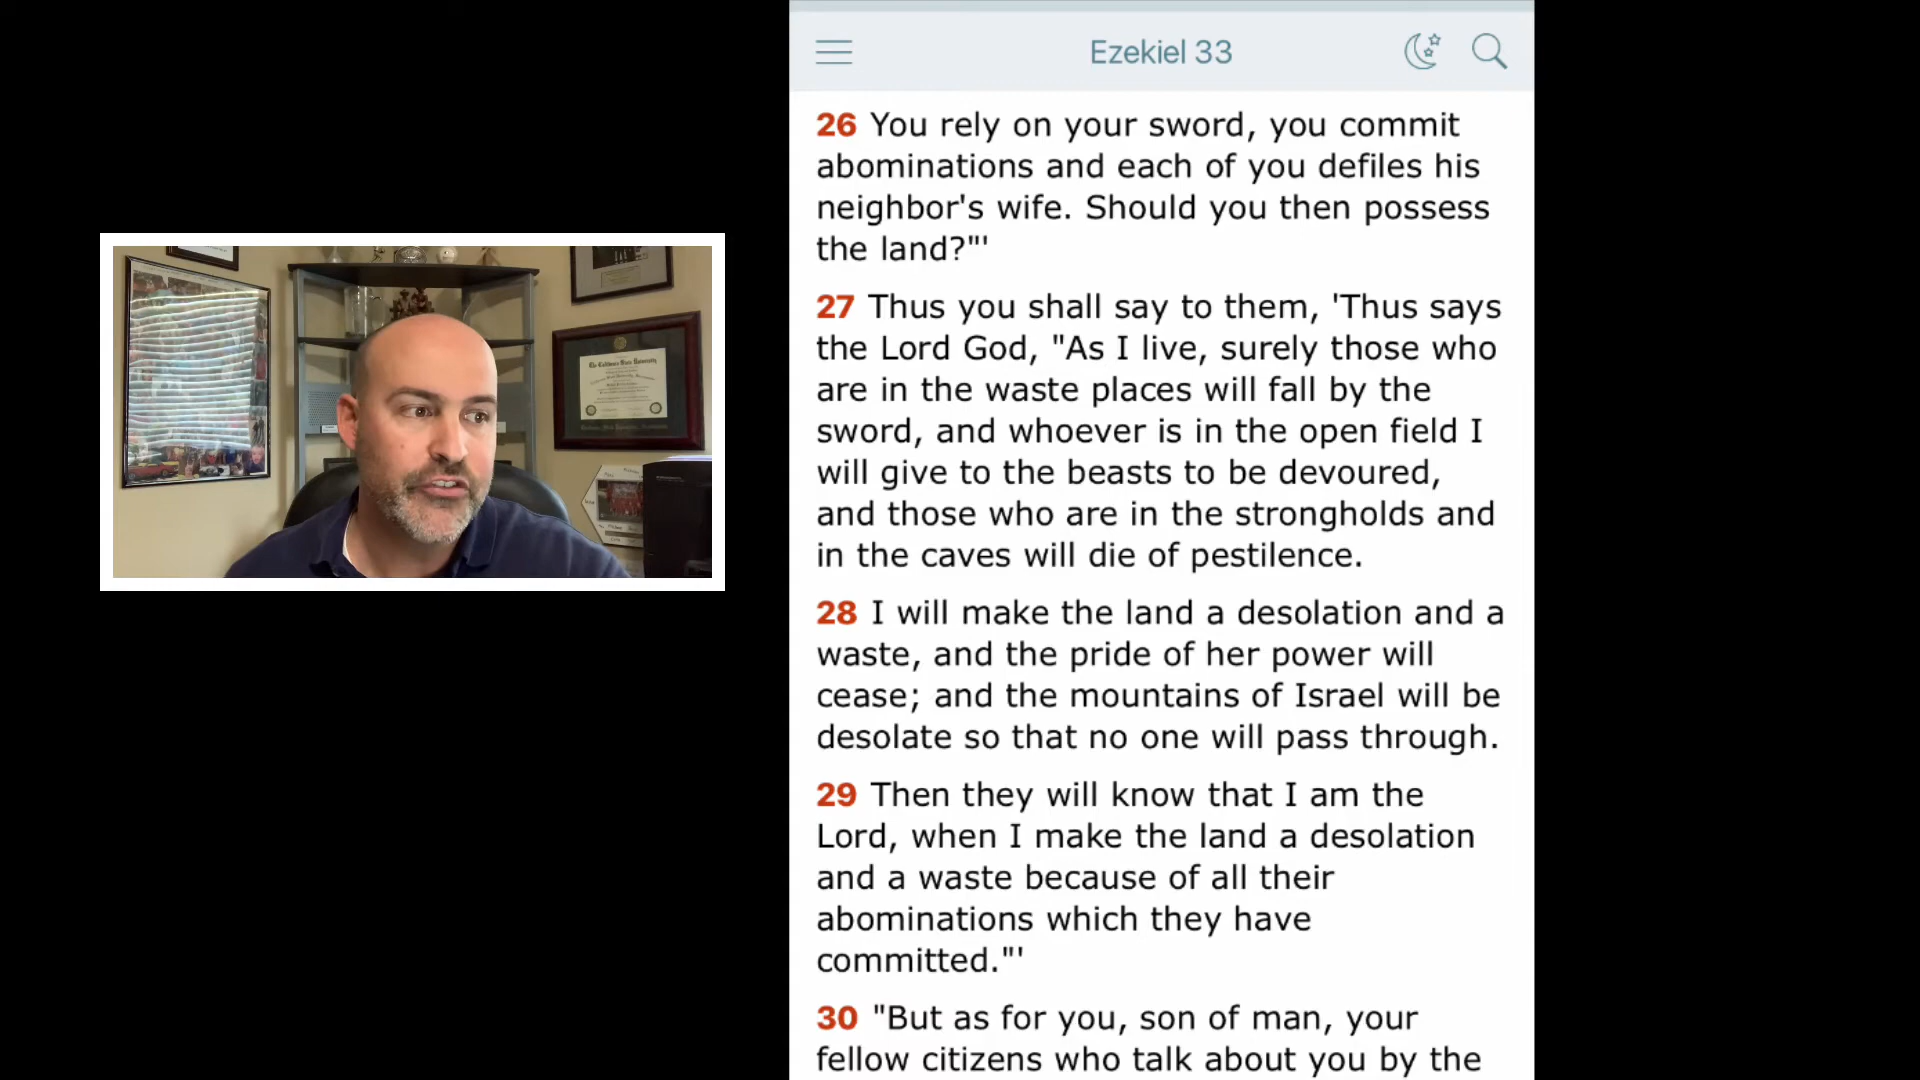 Ezekiel 33
26 You rely on your sword, you commit
abominations and each of you defiles his
neighbor's wife. Should you then possess
the land?"'
27 Thus you shall say to them, 'Thus says
the Lord God, "As I live, surely those who
are in the waste places will fall by the
sword, and whoever is in the open field I
will give to the beasts to be devoured,
and those who are in the strongholds and
in the caves will die of pestilence.
28 I will make the land a desolation and a
waste, and the pride of her power will
cease; and the mountains of Israel will be
desolate so that no one will pass through.
29 Then they will know that I am the
Lord, when I make the land a desolation
and a waste because of all their
abominations which they have
committed."'
30 "But as for you, son of man, your
fellow citizens who talk about you by the
The California State University